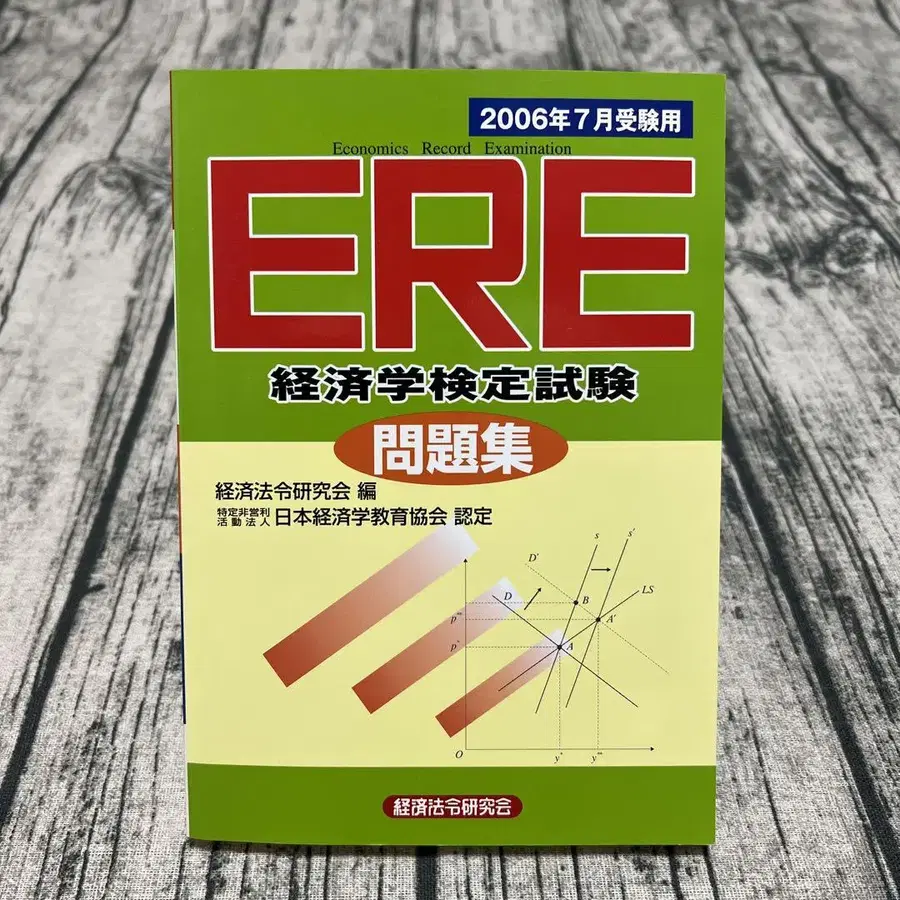 2006年7月受験用
Economics Record Examination
ERE
経済学検定試験
問題集
経済法令研究会 編
特定非営利
活動法人 日本経済学教育協会 認定
s s'
D'
D B LS
p** A'
p* A
O y* y**
経済法令研究会